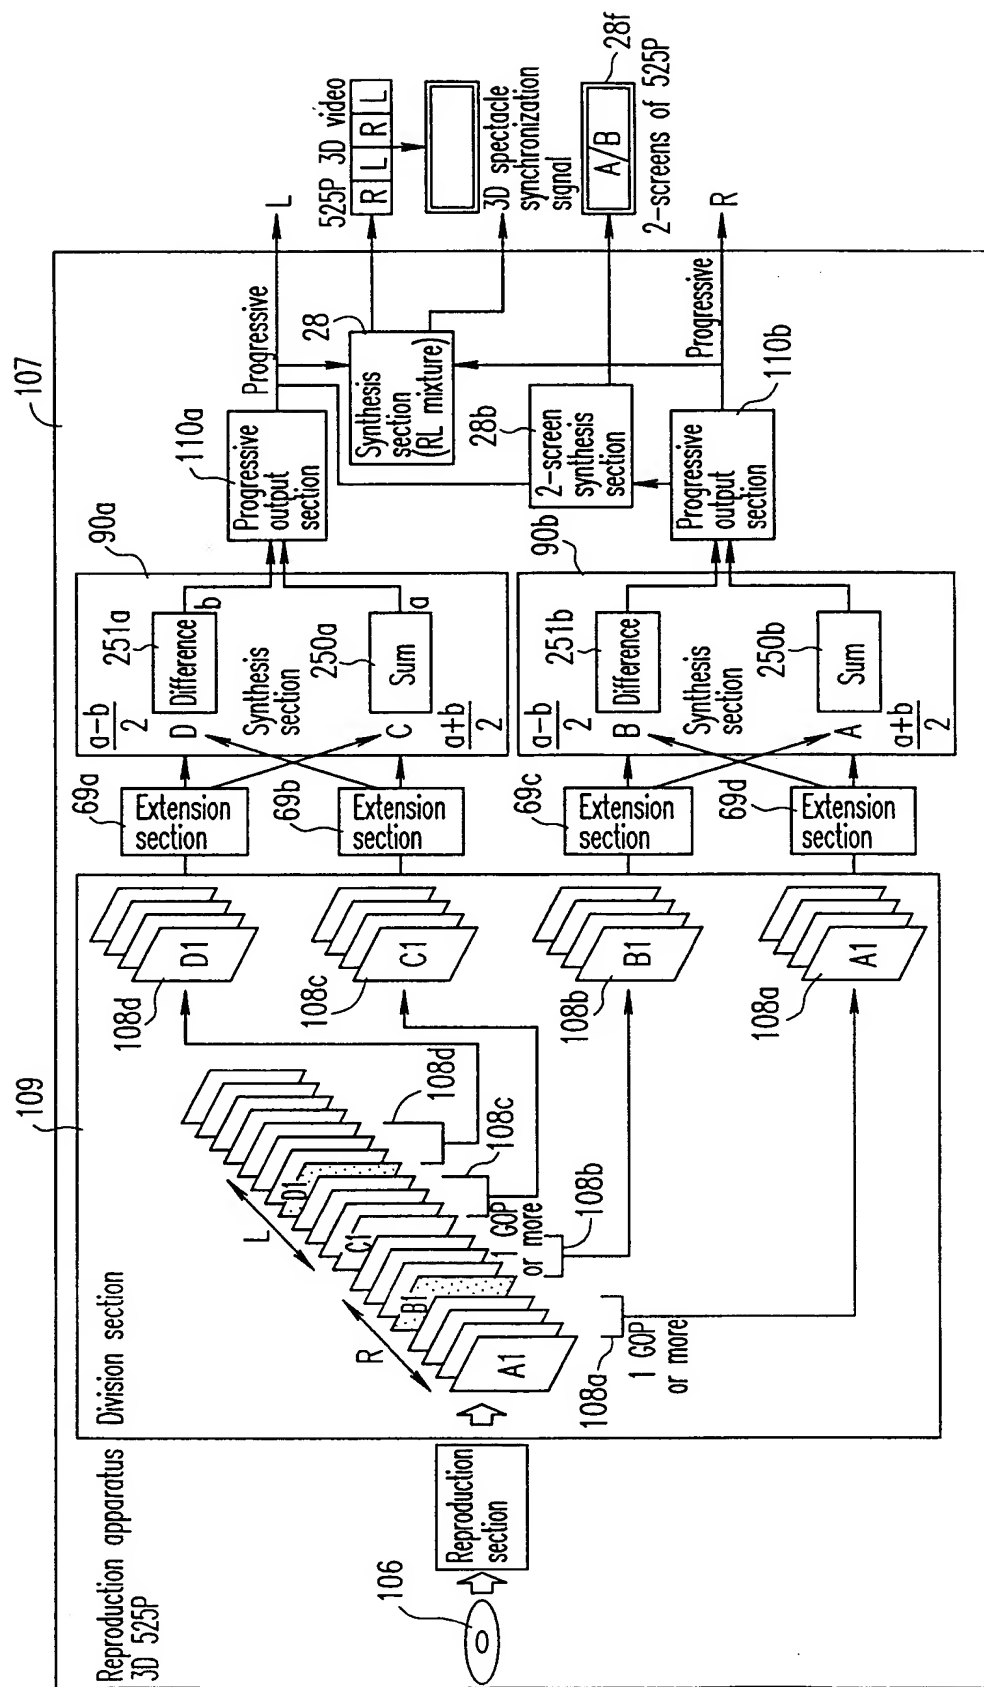 Reproduction apparatus
3D 525P
107
109
Division section
106
Reproduction
section
A1
B1
C1
D1
R
L
108a
1 GOP
or more
108b
1 GOP
or more
108c
108d
D1
108d
C1
108c
B1
108b
A1
108a
69a
Extension
section
69b
Extension
section
69c
Extension
section
69d
Extension
section
90a
a-b
2
D
251a
Difference
b
Synthesis
section
250a
Sum
a
C
a+b
2
90b
a-b
2
B
251b
Difference
Synthesis
section
250b
Sum
A
a+b
2
110a
Progressive
output
section
Progressive
L
28
Synthesis
section
(RL mixture)
28b
2-screen
synthesis
section
110b
Progressive
output
section
Progressive
R
525P 3D video
R L R L
3D spectacle
synchronization
signal
A/B
28f
2-screens of 525P